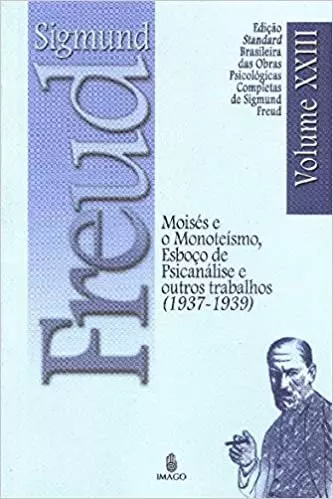 Sigmund
Freud
Edição
Standard
Brasileira
das Obras
Psicológicas
Completas
de Sigmund
Freud
Volume XXIII
Moisés e
o Monoteísmo,
Esboço de
Psicanálise e
outros trabalhos
(1937-1939)
IMAGO